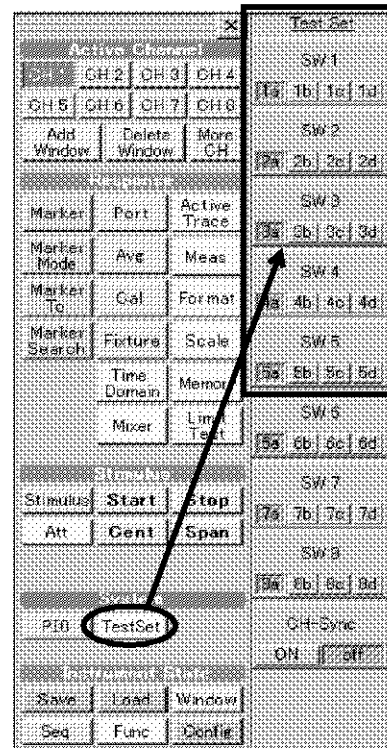 ×
Active Channel
CH 1 CH 2 CH 3 CH 4
CH 5 CH 6 CH 7 CH 8
Add Window Delete Window More CH
Response
Marker Port Active Trace
Marker Mode Avg Meas
Marker To Cal Format
Marker Search Fixture Scale
Time Domain Memory
Mixer Limit Test
Stimulus
Stimulus Start Stop
Att Cent Span
System
PIO TestSet
Instrument State
Save Load Window
Seq Func Config
Test Set
SW 1
1a 1b 1c 1d
SW 2
2a 2b 2c 2d
SW 3
3a 3b 3c 3d
SW 4
4a 4b 4c 4d
SW 5
5a 5b 5c 5d
SW 6
6a 6b 6c 6d
SW 7
7a 7b 7c 7d
SW 8
8a 8b 8c 8d
CH-Sync
ON off